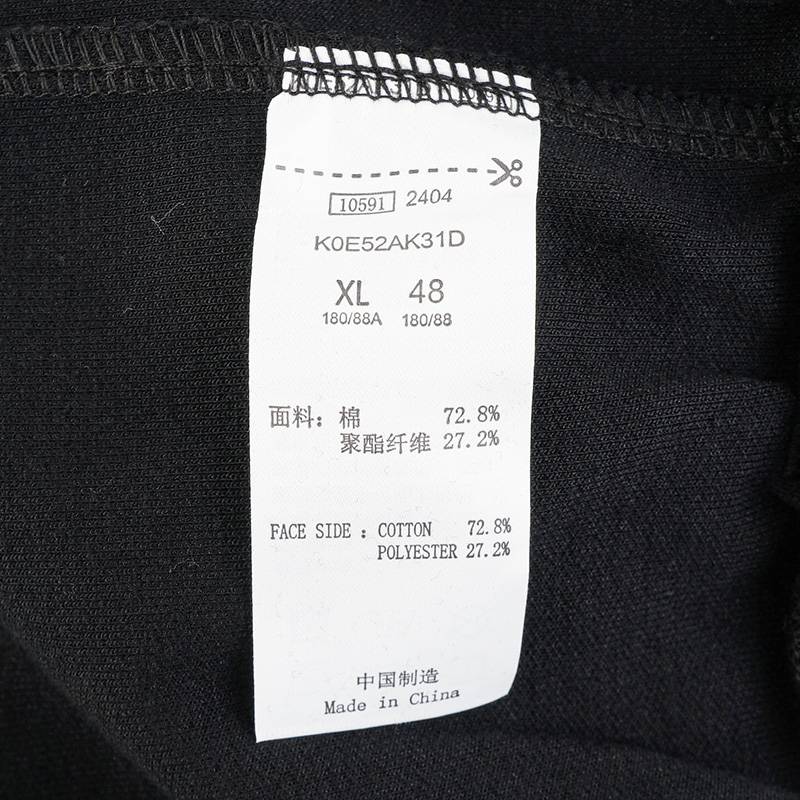 10591 2404
K0E52AK31D
XL 48
180/88A 180/88
面料: 棉 72.8%
聚酯纤维 27.2%
FACE SIDE : COTTON 72.8%
POLYESTER 27.2%
中国制造
Made in China